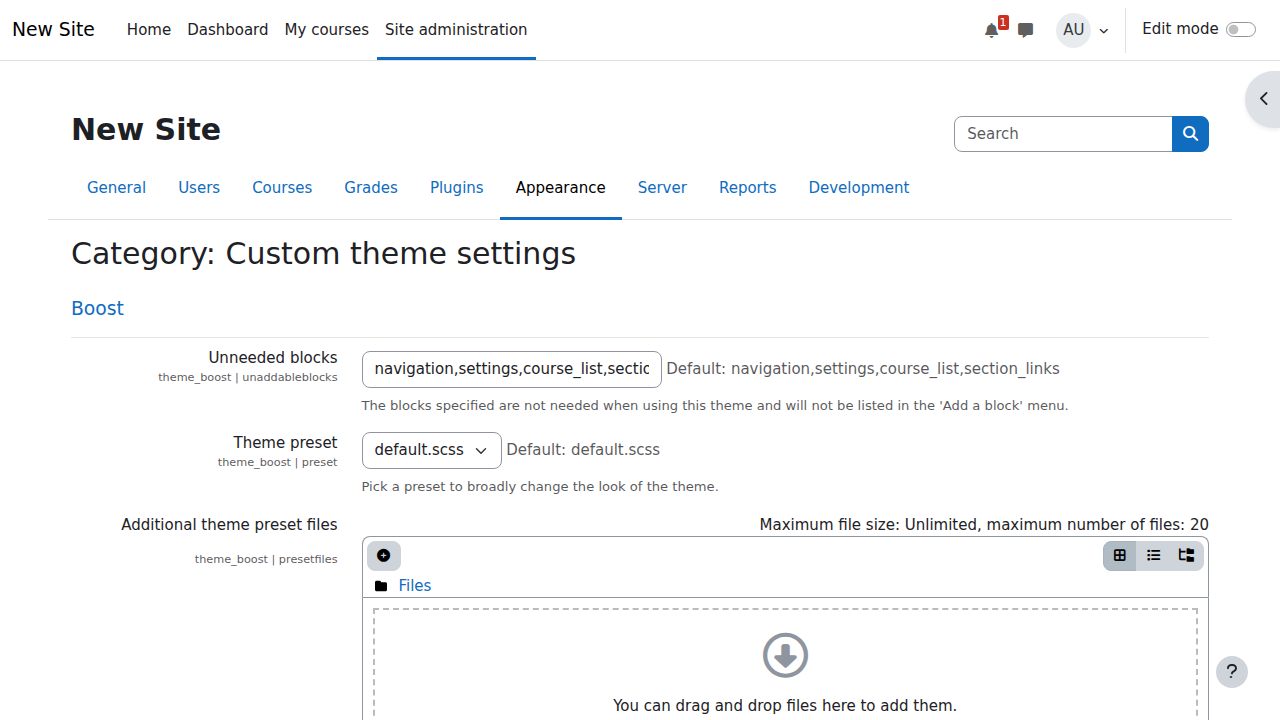 New Site
Home
Dashboard
My courses
Site administration
1
AU
Edit mode
New Site
Search
General
Users
Courses
Grades
Plugins
Appearance
Server
Reports
Development
Category: Custom theme settings
Boost
Unneeded blocks
theme_boost | unaddableblocks
navigation,settings,course_list,sectio
Default: navigation,settings,course_list,section_links
The blocks specified are not needed when using this theme and will not be listed in the 'Add a block' menu.
Theme preset
theme_boost | preset
default.scss
Default: default.scss
Pick a preset to broadly change the look of the theme.
Additional theme preset files
theme_boost | presetfiles
Maximum file size: Unlimited, maximum number of files: 20
Files
You can drag and drop files here to add them.
?